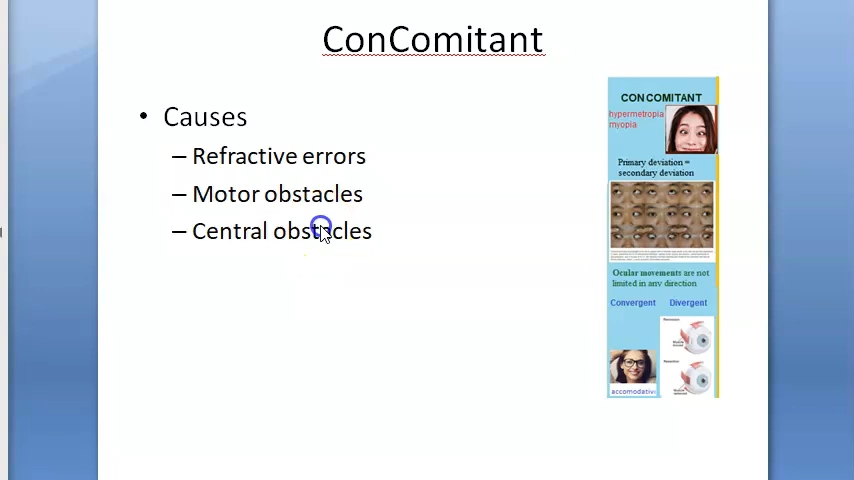 ConComitant
• Causes
– Refractive errors
– Motor obstacles
– Central obstacles
CONCOMITANT
hypermetropia
myopia
Primary deviation =
secondary deviation
Ocular movements are not
limited in any direction
Convergent Divergent
accomodativ